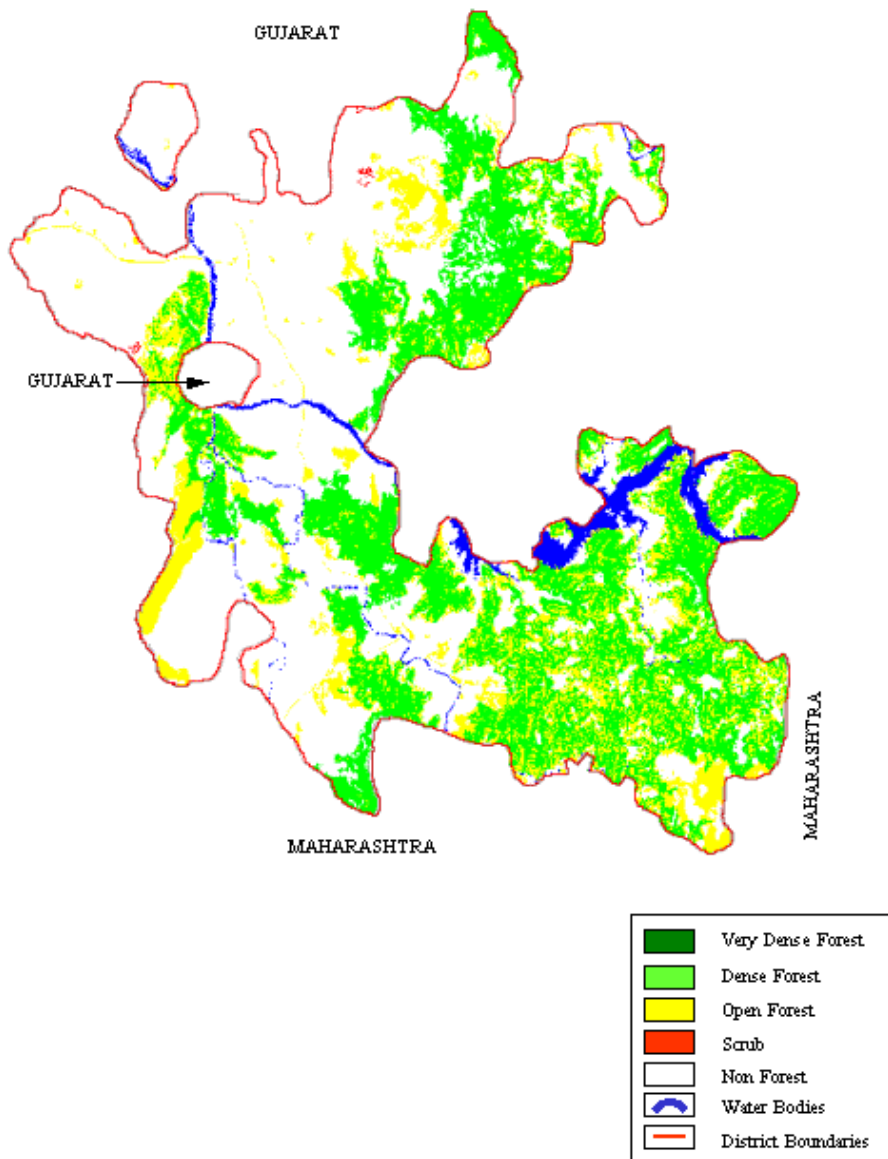 GUJARAT
GUJARAT
MAHARASHTRA
MAHARASHTRA
Very Dense Forest
Dense Forest
Open Forest
Scrub
Non Forest
Water Bodies
District Boundaries